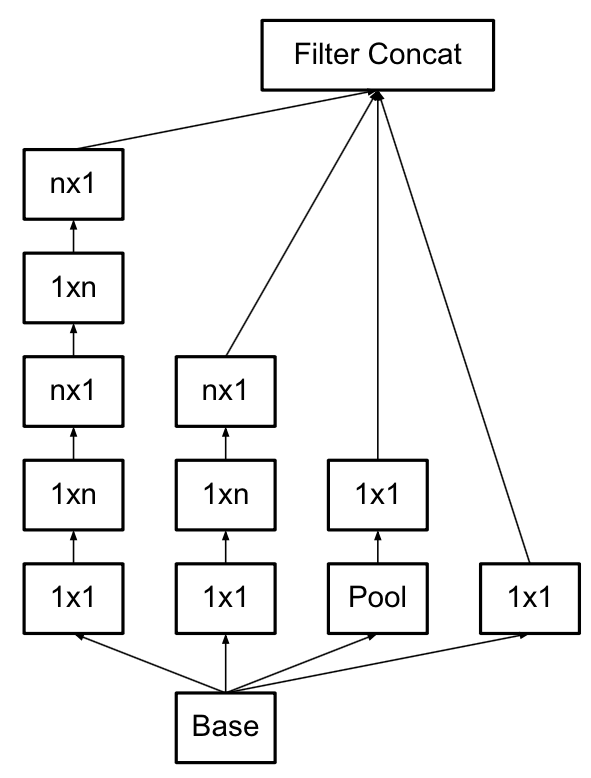 Filter Concat
nx1
1xn
nx1
nx1
1xn
1xn
1x1
1x1
1x1
Pool
1x1
Base